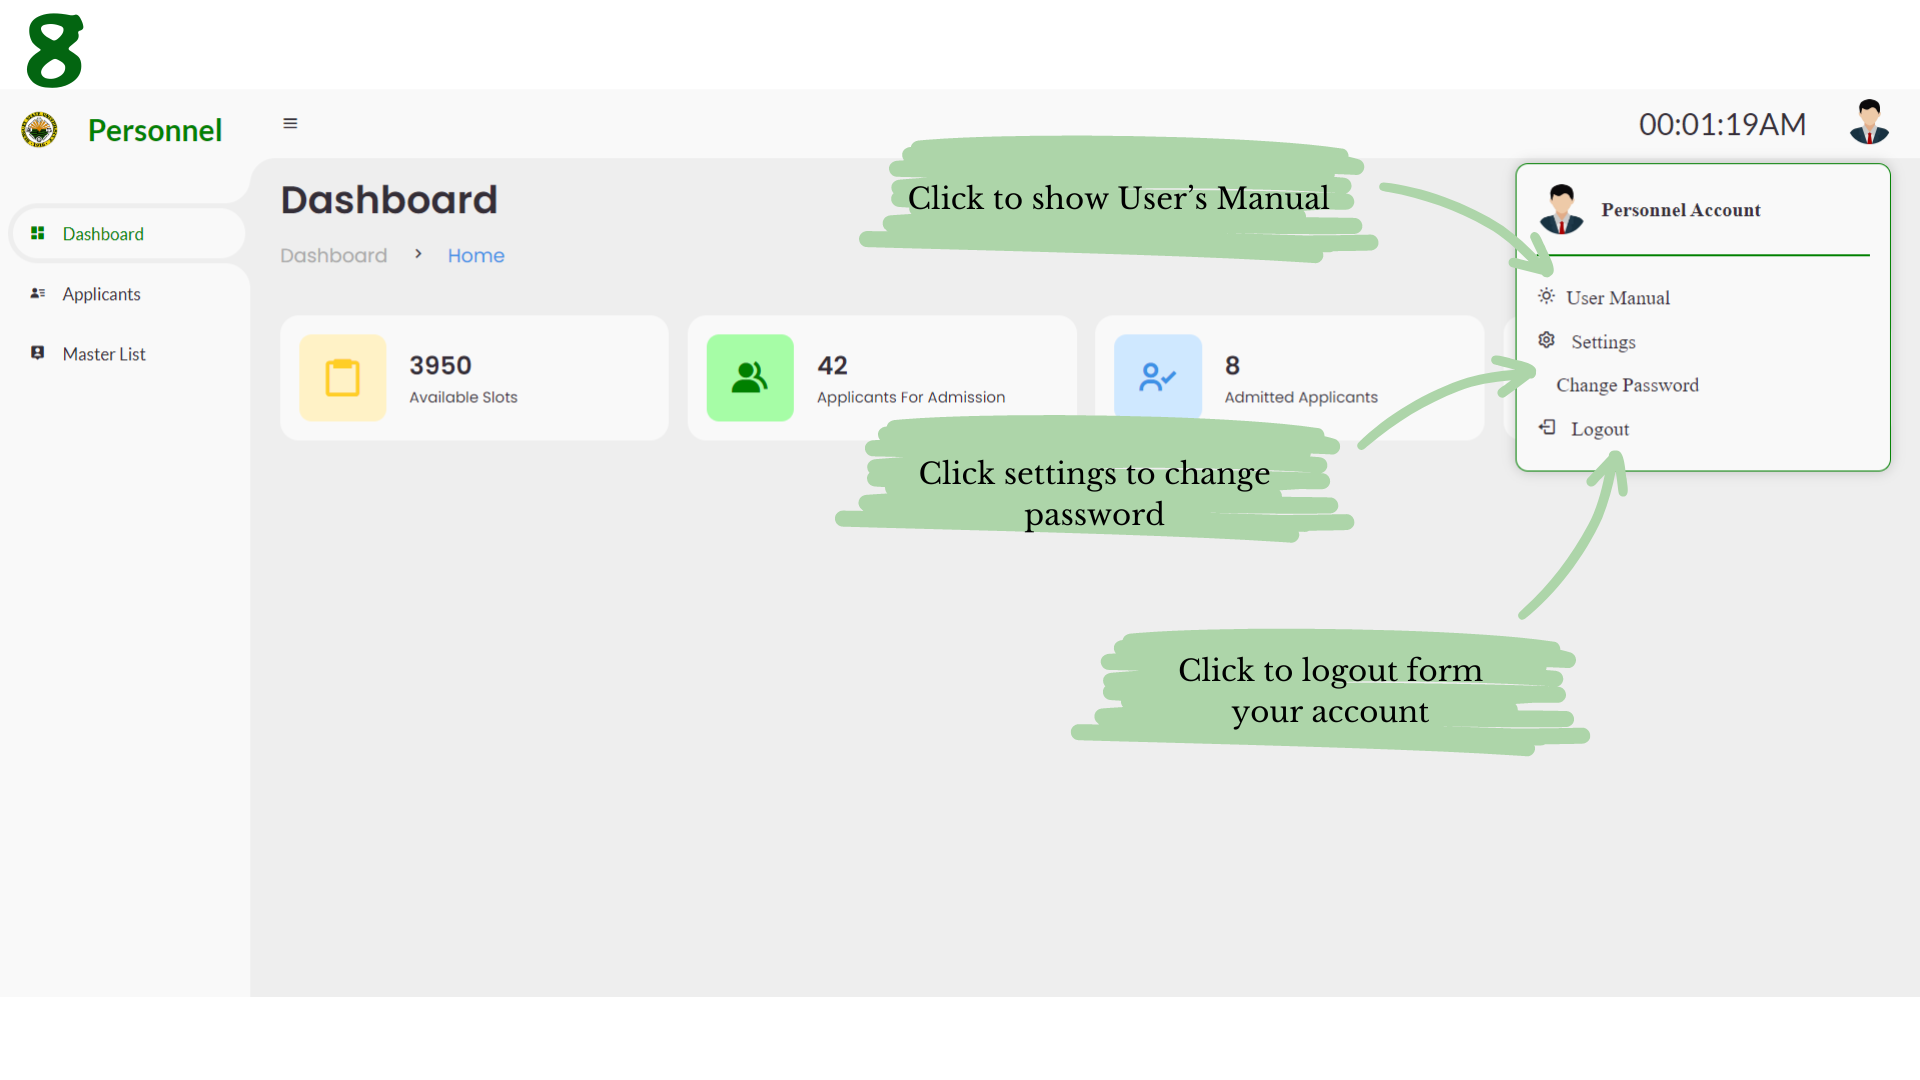 8
Personnel
00:01:19AM
Dashboard
Applicants
Master List
Dashboard
Dashboard > Home
3950
Available Slots
42
Applicants For Admission
8
Admitted Applicants
Click to show User’s Manual
Click settings to change
password
Click to logout form
your account
Personnel Account
User Manual
Settings
Change Password
Logout